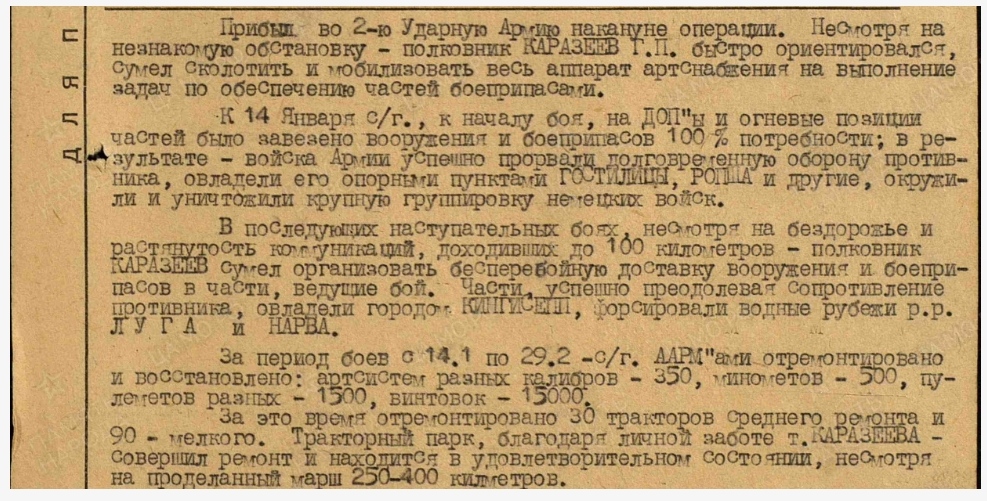 Прибыл во 2-ю Ударную Армию накануне операции. Несмотря на
незнакомую обстановку - полковник КАРАЗЕЕВ Г.П. быстро ориентировался,
сумел сколотить и мобилизовать весь аппарат артснабжения на выполнение
задач по обеспечению частей боеприпасами.
К 14 Января с/г., к началу боя, на ДОП"ы и огневые позиции
частей было завезено вооружения и боеприпасов 100 % потребности; в ре-
зультате - войска Армии успешно прорвали долговременную оборону против-
ника, овладели его опорными пунктами ГОСТИЛИЦЫ, РОПША и другие, окружи-
ли и уничтожили крупную группировку немецких войск.
В последующих наступательных боях, несмотря на бездорожье и
растянутость коммуникаций, доходивших до 100 километров - полковник
КАРАЗЕЕВ сумел организовать бесперебойную доставку вооружения и боепри-
пасов в части, ведущие бой. Части, успешно преодолевая сопротивление
противника, овладели городом КИНГИСЕПП, форсировали водные рубежи р.р.
ЛУГА и НАРВА.
За период боев с 14.1 по 29.2 -с/г. ААРМ"ами отремонтировано
и восстановлено: артсистем разных калибров - 350, минометов - 500, пу-
леметов разных - 1500, винтовок - 15000.
За это время отремонтировано 30 тракторов среднего ремонта и
90 - мелкого. Тракторный парк, благодаря личной заботе т.КАРАЗЕЕВА -
совершил ремонт и находится в удовлетворительном состоянии, несмотря
на проделанный марш 250-400 килметров.
ДЛЯ П